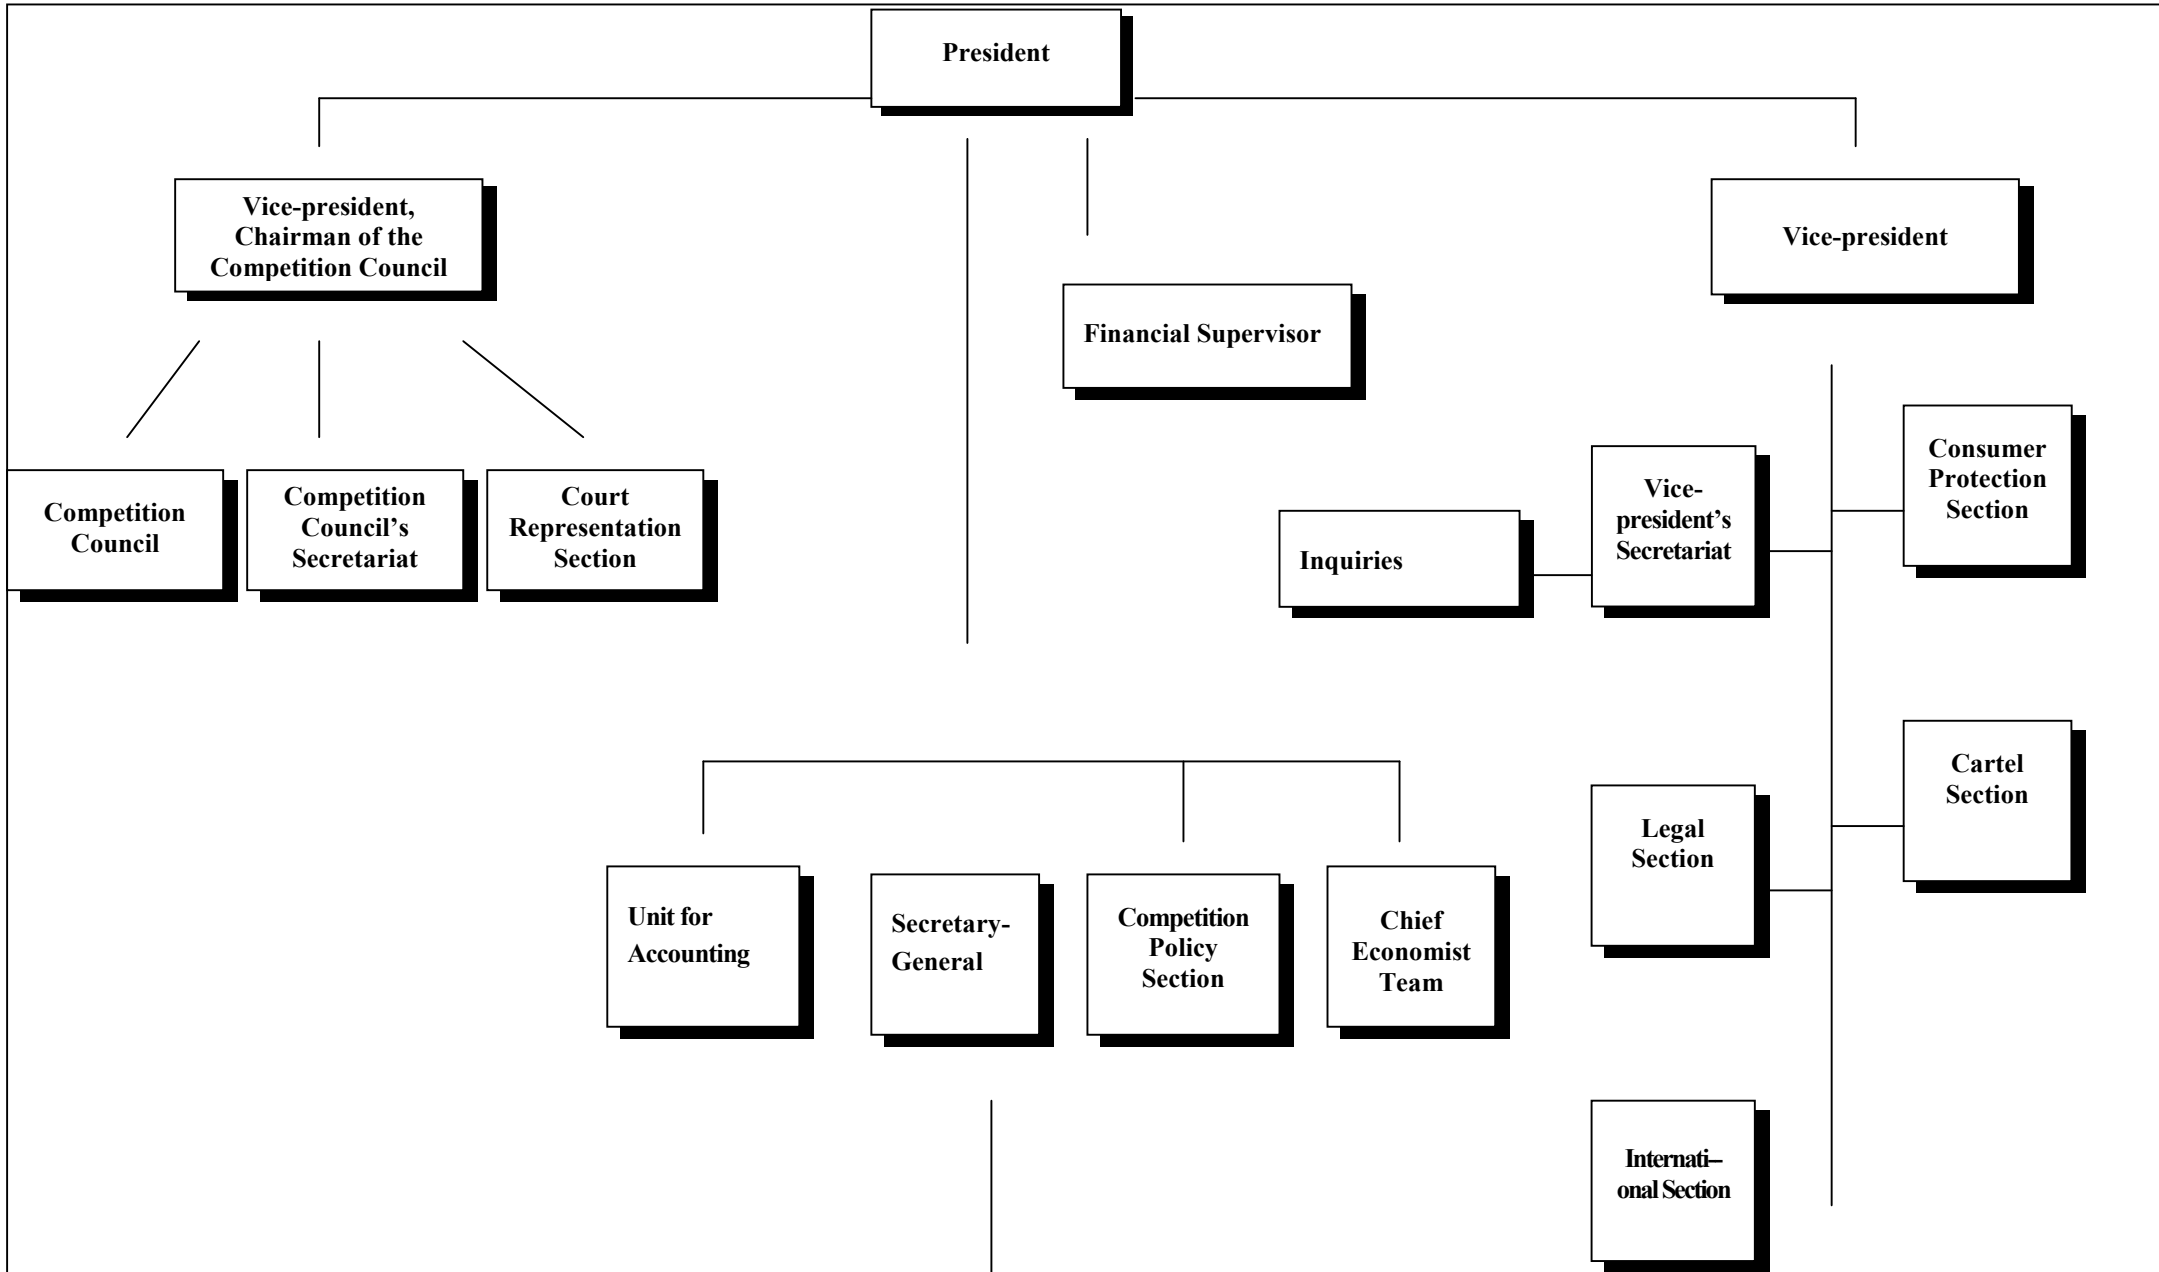 President
Vice-president,
Chairman of the
Competition Council
Vice-president
Financial Supervisor
Competition
Council
Competition
Council’s
Secretariat
Court
Representation
Section
Inquiries
Vice-
president’s
Secretariat
Consumer
Protection
Section
Legal
Section
Cartel
Section
Unit for
Accounting
Secretary-
General
Competition
Policy
Section
Chief
Economist
Team
Internati–
onal Section